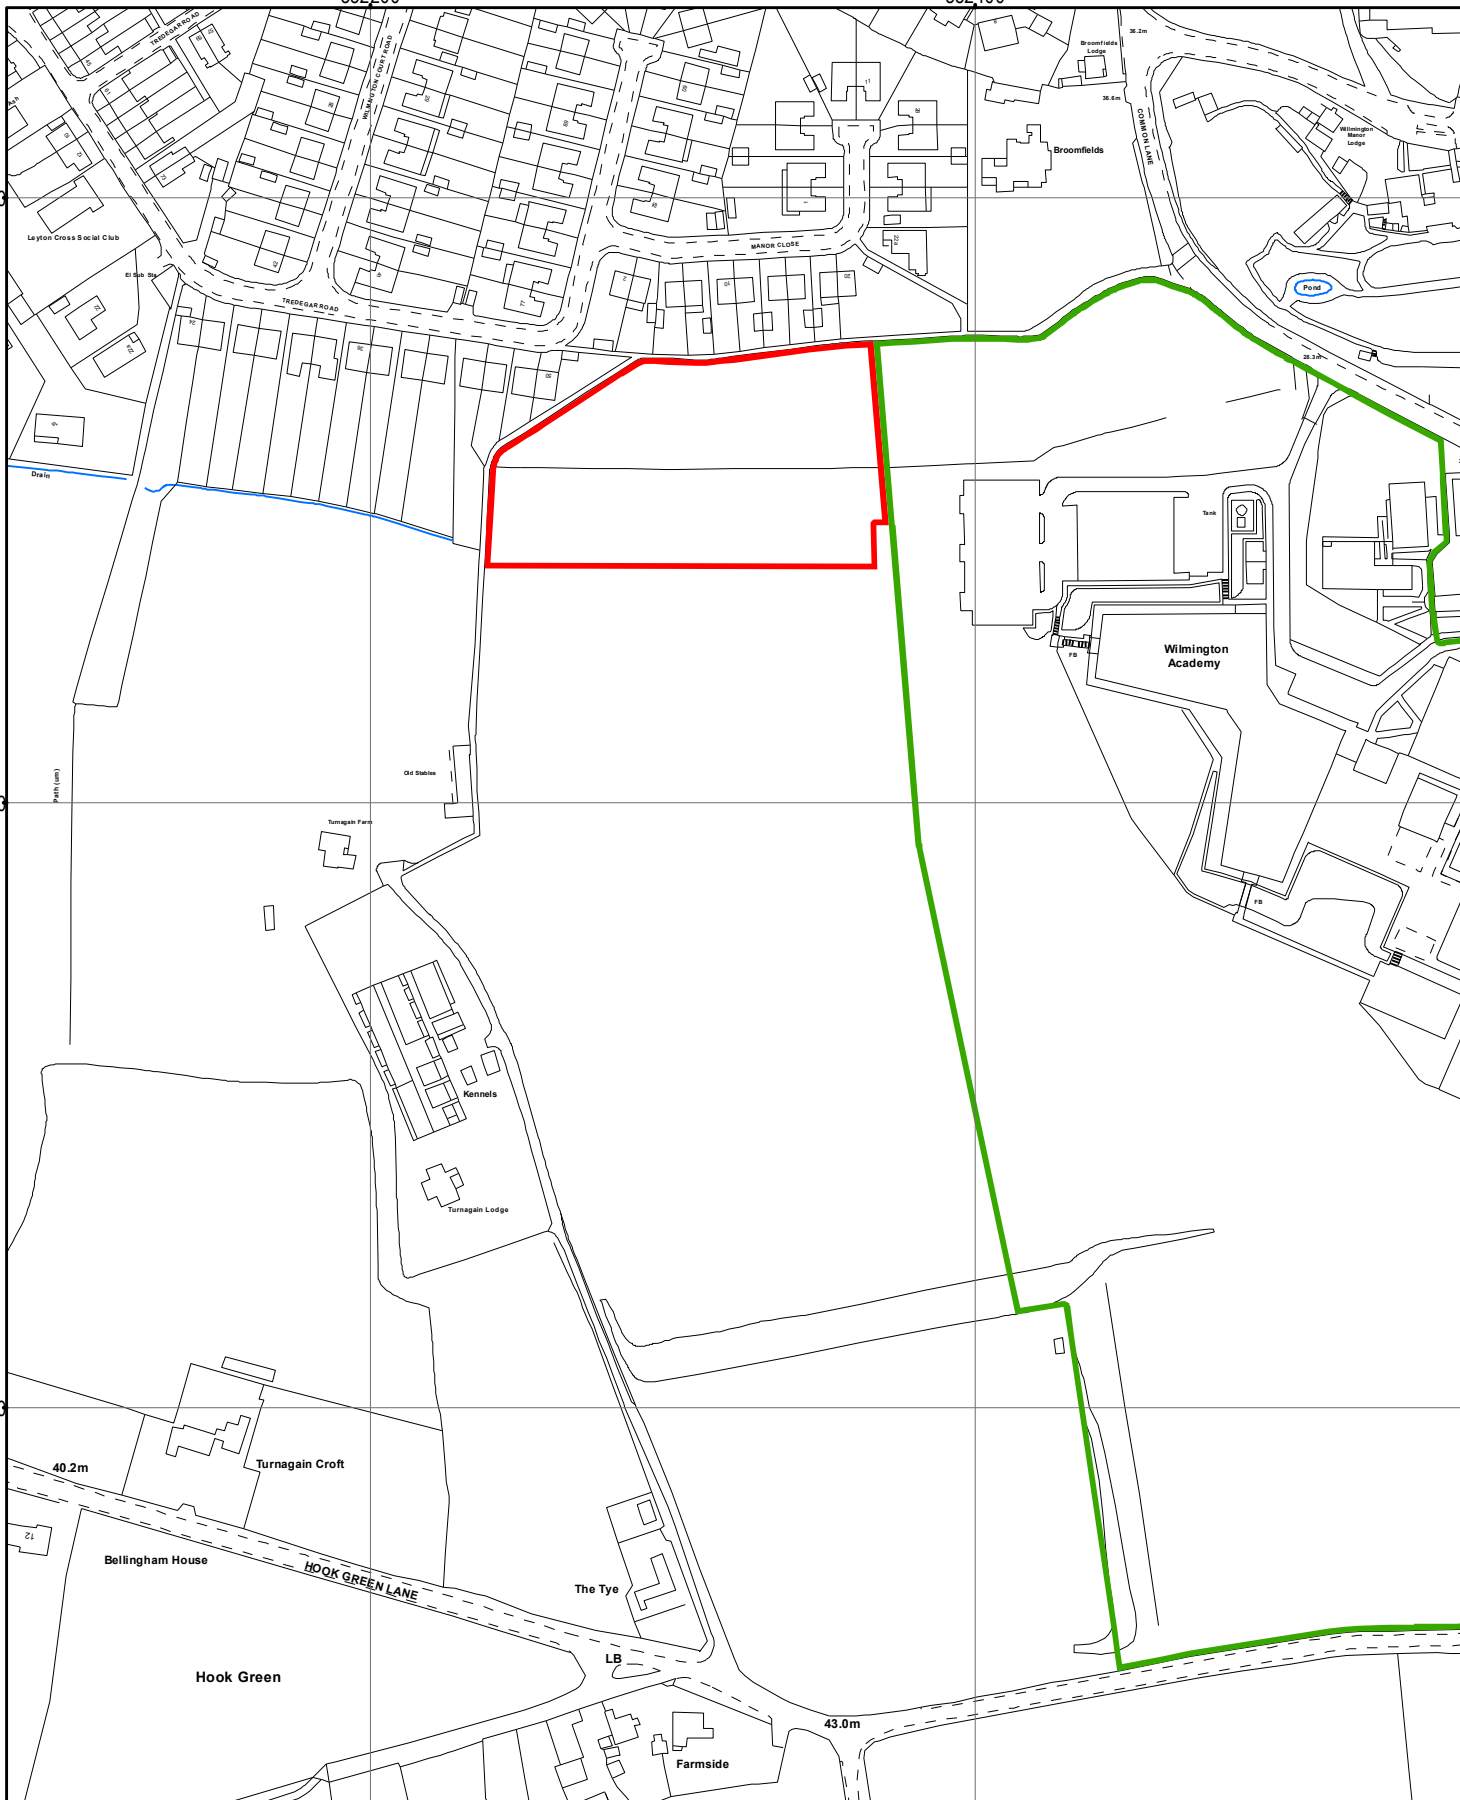 TREDEGAR ROAD
WILMINGTON COURT ROAD
Broomfields
Lodge
36.2m
36.6m
COMMON LANE
Wilmington
Manor
Lodge
Broomfields
Leyton Cross Social Club
El Sub Sta
MANOR CLOSE
TREDEGAR ROAD
Pond
28.3m
Drain
Tank
FB
Wilmington
Academy
Path (um)
Old Stables
Turnagain Farm
FB
Kennels
Turnagain Lodge
40.2m
Turnagain Croft
12
Bellingham House
HOOK GREEN LANE
The Tye
LB
Hook Green
43.0m
Farmside